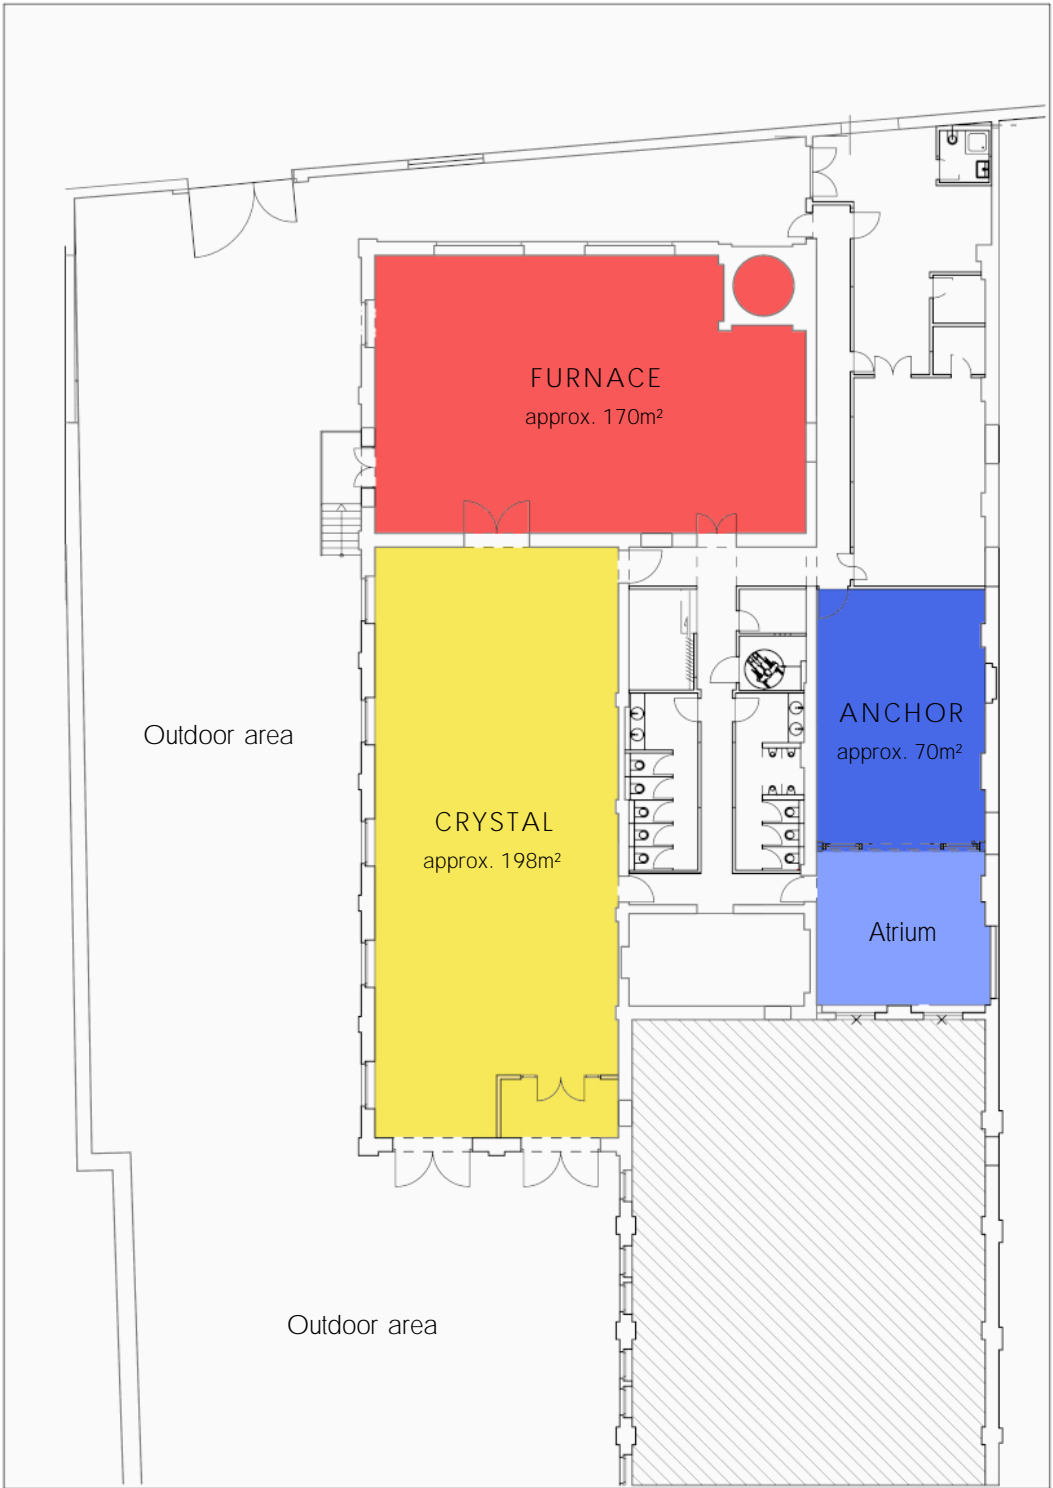 FURNACE
approx. 170m²
ANCHOR
approx. 70m²
Outdoor area
CRYSTAL
approx. 198m²
Atrium
Outdoor area